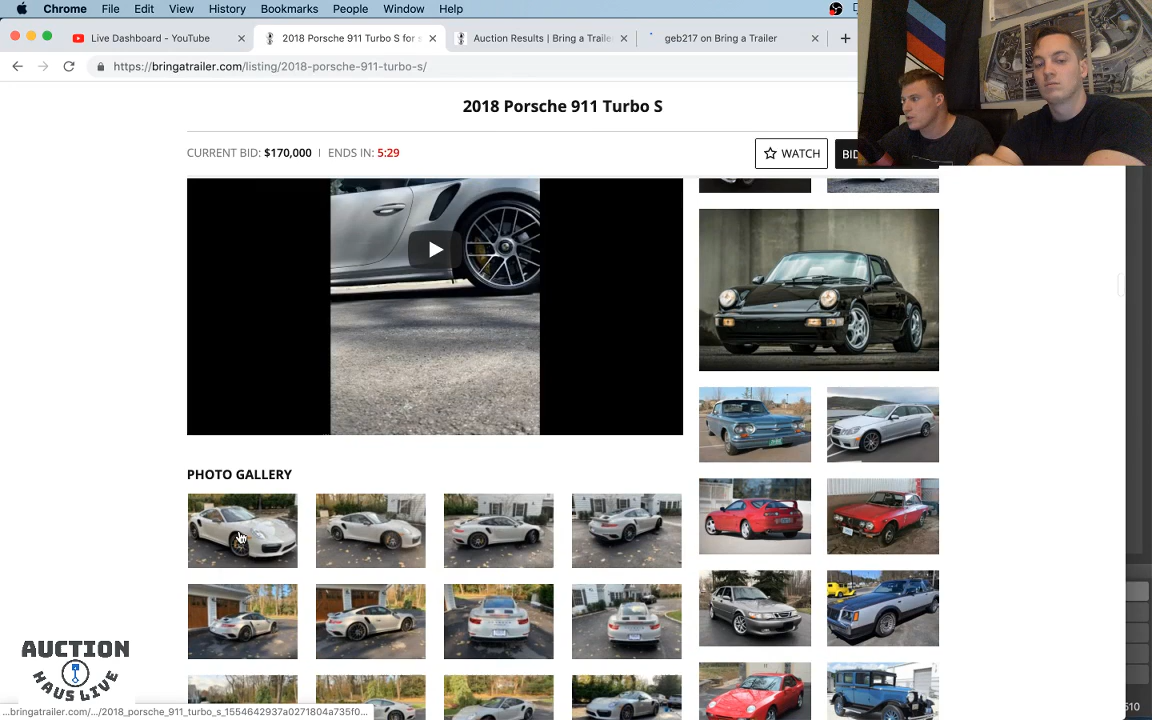 Chrome File Edit View History Bookmarks People Window Help
Live Dashboard - YouTube
2018 Porsche 911 Turbo S for s
Auction Results | Bring a Traile
geb217 on Bring a Trailer
https://bringatrailer.com/listing/2018-porsche-911-turbo-s/
2018 Porsche 911 Turbo S
CURRENT BID: $170,000 | ENDS IN: 5:29
WATCH
BID
PHOTO GALLERY
AUCTION
HAUS LIVE
...bringatrailer.com/.../2018_porsche_911_turbo_s_1554642937a0271804a735f0...
510